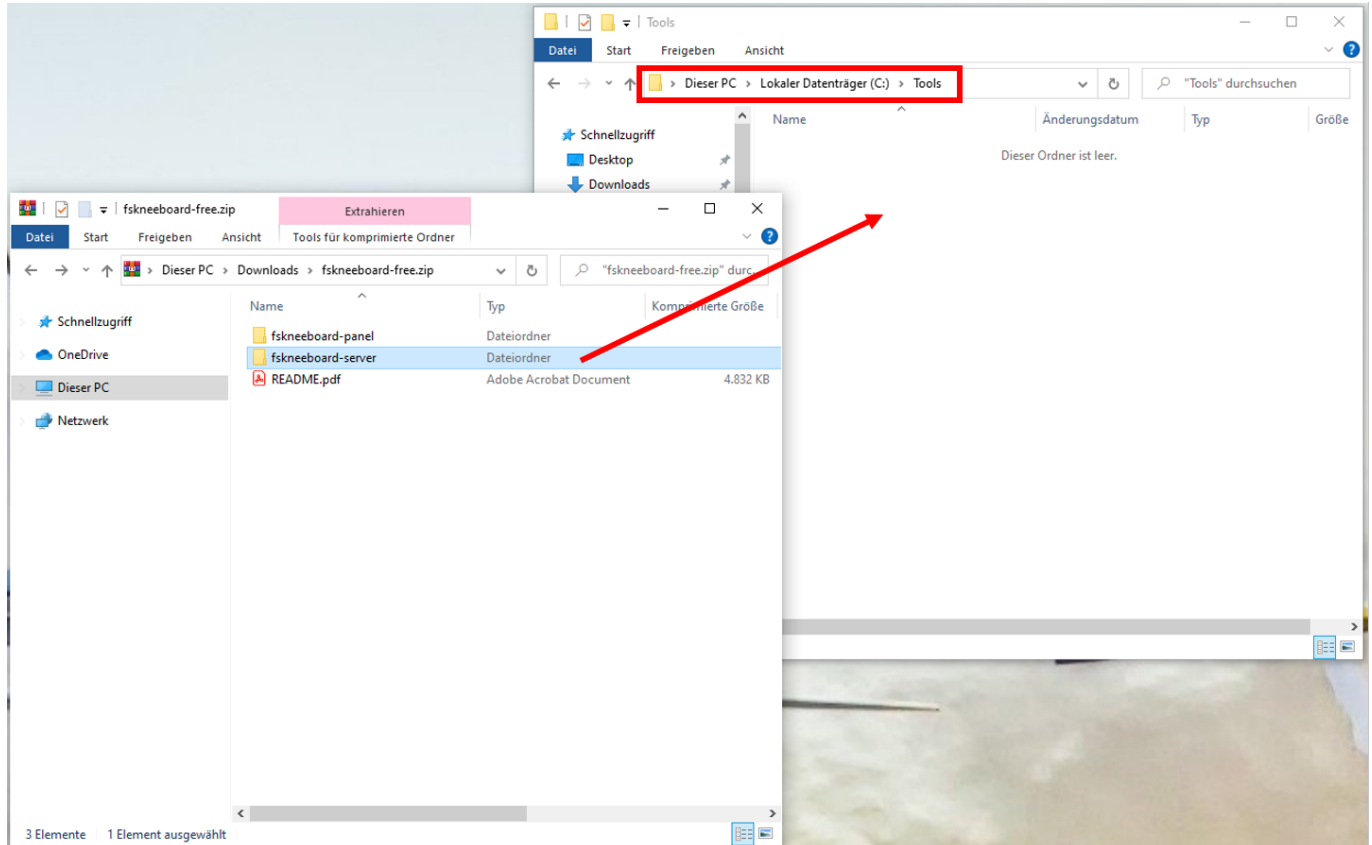 Tools
Datei Start Freigeben Ansicht
Dieser PC Lokaler Datenträger (C:) Tools
"Tools" durchsuchen
Name Änderungsdatum Typ Größe
Schnellzugriff
Dieser Ordner ist leer.
Desktop
Downloads
fskneeboard-free.zip Extrahieren
Datei Start Freigeben Ansicht Tools für komprimierte Ordner
Dieser PC Downloads fskneeboard-free.zip
"fskneeboard-free.zip" durc...
Name Typ Komprimierte Größe
Schnellzugriff
OneDrive
Dieser PC
Netzwerk
fskneeboard-panel Dateiordner
fskneeboard-server Dateiordner
README.pdf Adobe Acrobat Document 4.832 KB
3 Elemente 1 Element ausgewählt